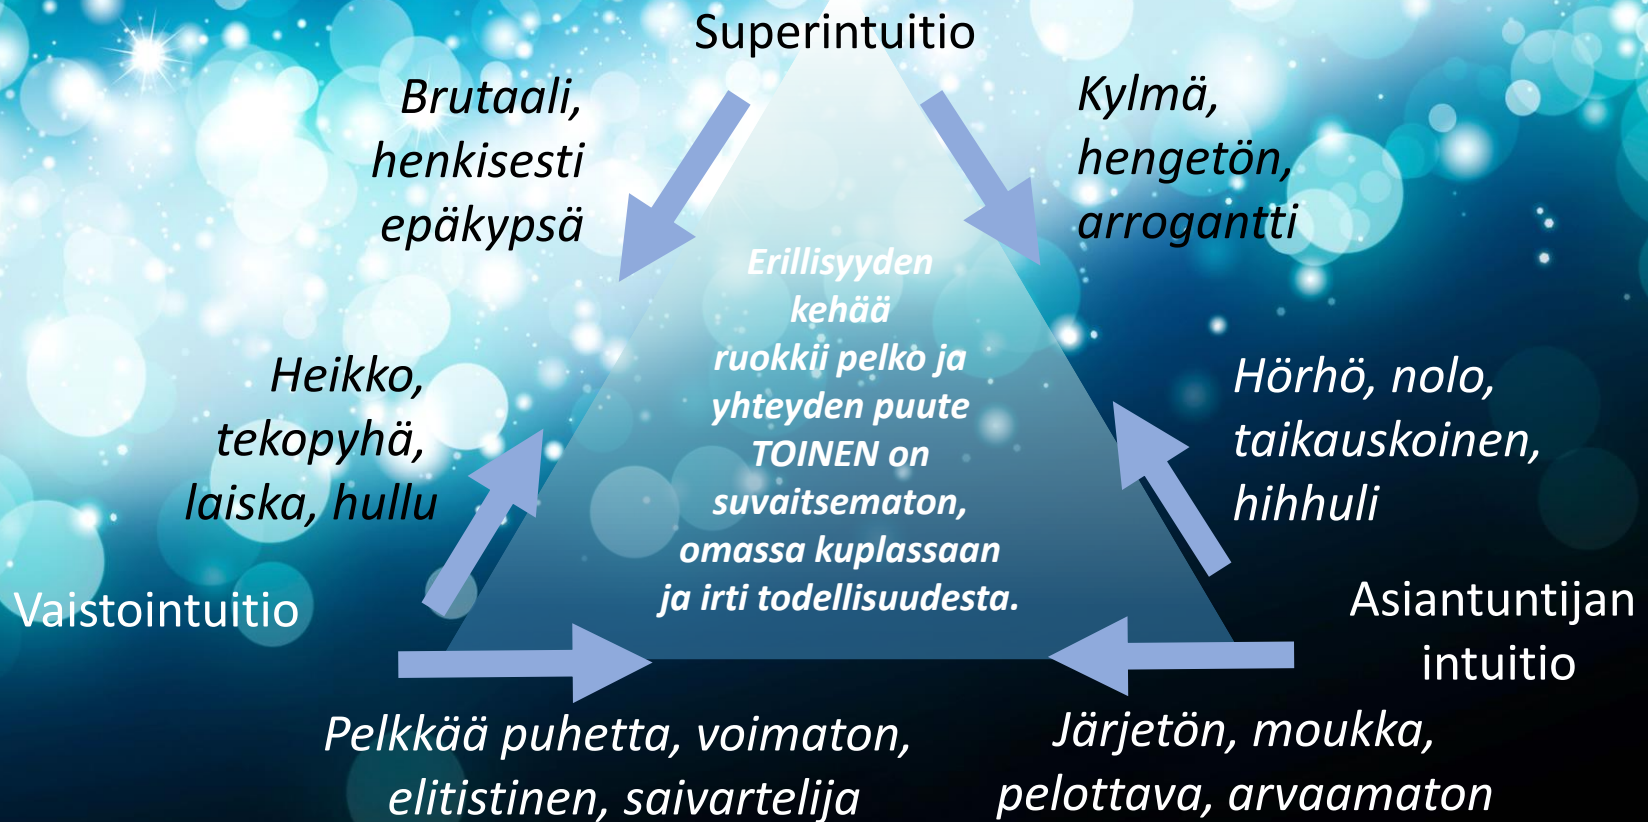 Superintuitio
Brutaali,
henkisesti
epäkypsä
Kylmä,
hengetön,
arrogantti
Erillisyyden
kehää
ruokkii pelko ja
yhteyden puute
TOINEN on
suvaitsematon,
omassa kuplassaan
ja irti todellisuudesta.
Heikko,
tekopyhä,
laiska, hullu
Hörhö, nolo,
taikauskoinen,
hihhuli
Vaistointuitio
Asiantuntijan
intuitio
Pelkkää puhetta, voimaton,
elitistinen, saivartelija
Järjetön, moukka,
pelottava, arvaamaton